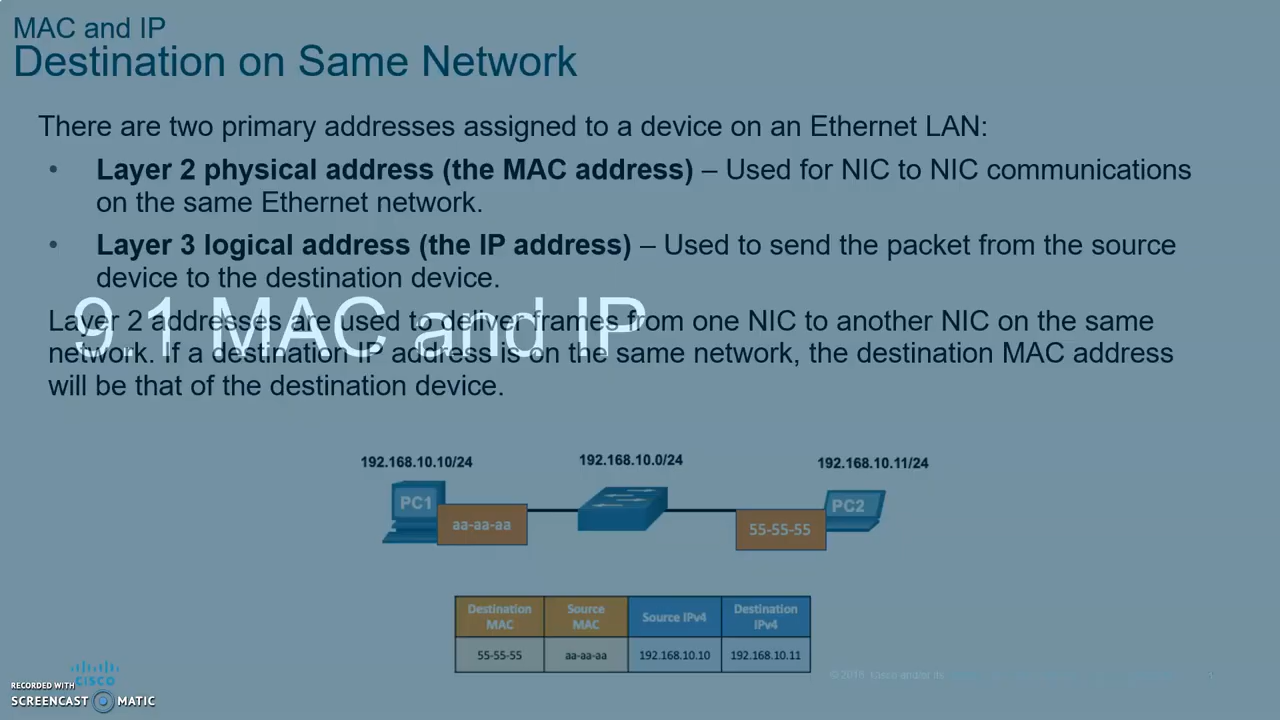 MAC and IP
Destination on Same Network
There are two primary addresses assigned to a device on an Ethernet LAN:
• Layer 2 physical address (the MAC address) – Used for NIC to NIC communications
on the same Ethernet network.
• Layer 3 logical address (the IP address) – Used to send the packet from the source
device to the destination device.
9.1 MAC and IP
Layer 2 addresses are used to deliver frames from one NIC to another NIC on the same
network. If a destination IP address is on the same network, the destination MAC address
will be that of the destination device.
192.168.10.10/24 192.168.10.0/24 192.168.10.11/24
PC1 PC2
aa-aa-aa 55-55-55
Destination MAC Source MAC Source IPv4 Destination IPv4
55-55-55 aa-aa-aa 192.168.10.10 192.168.10.11
CISCO
© 2016 Cisco and/or its
1
RECORDED WITH
SCREENCAST MATIC